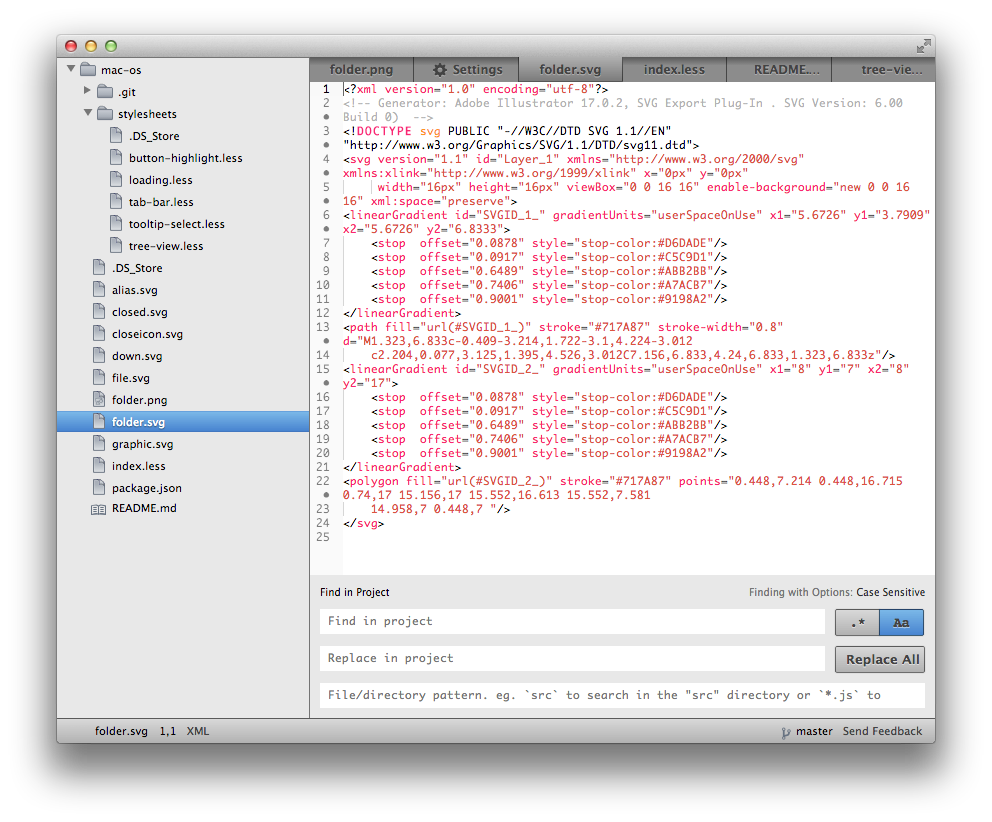 mac-os
.git
stylesheets
.DS_Store
button-highlight.less
loading.less
tab-bar.less
tooltip-select.less
tree-view.less
.DS_Store
alias.svg
closed.svg
closeicon.svg
down.svg
file.svg
folder.png
folder.svg
graphic.svg
index.less
package.json
README.md
folder.png Settings folder.svg index.less README.... tree-vie...
1 <?xml version="1.0" encoding="utf-8"?>
2 <!-- Generator: Adobe Illustrator 17.0.2, SVG Export Plug-In . SVG Version: 6.00
• Build 0)  -->
3 <!DOCTYPE svg PUBLIC "-//W3C//DTD SVG 1.1//EN"
• "http://www.w3.org/Graphics/SVG/1.1/DTD/svg11.dtd">
4 <svg version="1.1" id="Layer_1" xmlns="http://www.w3.org/2000/svg"
• xmlns:xlink="http://www.w3.org/1999/xlink" x="0px" y="0px"
5 width="16px" height="16px" viewBox="0 0 16 16" enable-background="new 0 0 16
• 16" xml:space="preserve">
6 <linearGradient id="SVGID_1_" gradientUnits="userSpaceOnUse" x1="5.6726" y1="3.7909"
• x2="5.6726" y2="6.8333">
7 <stop  offset="0.0878" style="stop-color:#D6DADE"/>
8 <stop  offset="0.0917" style="stop-color:#C5C9D1"/>
9 <stop  offset="0.6489" style="stop-color:#ABB2BB"/>
10 <stop  offset="0.7406" style="stop-color:#A7ACB7"/>
11 <stop  offset="0.9001" style="stop-color:#9198A2"/>
12 </linearGradient>
13 <path fill="url(#SVGID_1_)" stroke="#717A87" stroke-width="0.8"
• d="M1.323,6.833c-0.409-3.214,1.722-3.1,4.224-3.012
14 c2.204,0.077,3.125,1.395,4.526,3.012C7.156,6.833,4.24,6.833,1.323,6.833z"/>
15 <linearGradient id="SVGID_2_" gradientUnits="userSpaceOnUse" x1="8" y1="7" x2="8"
• y2="17">
16 <stop  offset="0.0878" style="stop-color:#D6DADE"/>
17 <stop  offset="0.0917" style="stop-color:#C5C9D1"/>
18 <stop  offset="0.6489" style="stop-color:#ABB2BB"/>
19 <stop  offset="0.7406" style="stop-color:#A7ACB7"/>
20 <stop  offset="0.9001" style="stop-color:#9198A2"/>
21 </linearGradient>
22 <polygon fill="url(#SVGID_2_)" stroke="#717A87" points="0.448,7.214 0.448,16.715
• 0.74,17 15.156,17 15.552,16.613 15.552,7.581
23 14.958,7 0.448,7 "/>
24 </svg>
25
Find in Project Finding with Options: Case Sensitive
Find in project .* Aa
Replace in project Replace All
File/directory pattern. eg. `src` to search in the "src" directory or `*.js` to
folder.svg 1,1 XML master Send Feedback